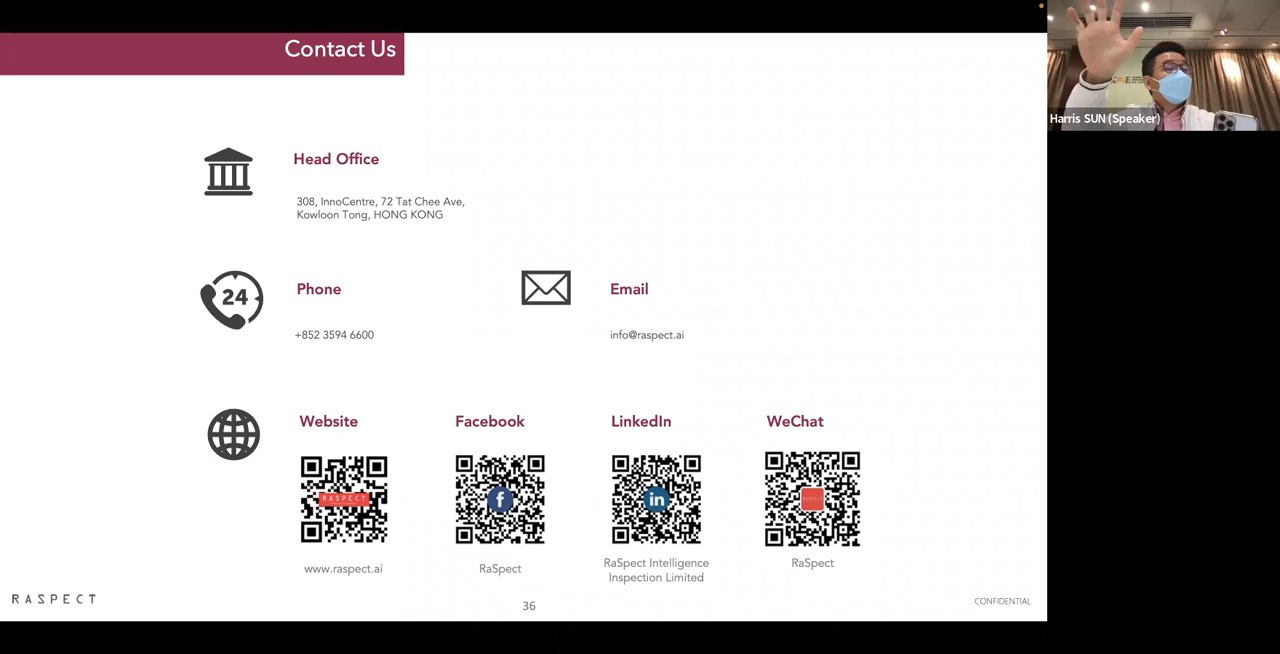 Contact Us
Harris SUN (Speaker)
Head Office
308, InnoCentre, 72 Tat Chee Ave,
Kowloon Tong, HONG KONG
24
Phone
Email
+852 3594 6600
info@raspect.ai
Website
Facebook
LinkedIn
WeChat
RASPECT
f
in
www.raspect.ai
RaSpect
RaSpect Intelligence
Inspection Limited
RaSpect
RASPECT
36
CONFIDENTIAL